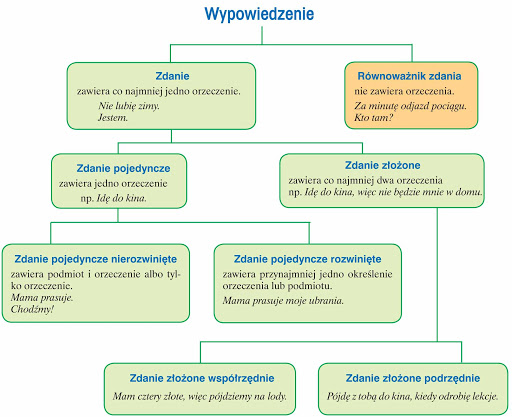 Wypowiedzenie
Zdanie
zawiera co najmniej jedno orzeczenie.
Nie lubię zimy.
Jestem.
Równoważnik zdania
nie zawiera orzeczenia.
Za minutę odjazd pociągu.
Kto tam?
Zdanie pojedyncze
zawiera jedno orzeczenie
np. Idę do kina.
Zdanie złożone
zawiera co najmniej dwa orzeczenia
np. Idę do kina, więc nie będzie mnie w domu.
Zdanie pojedyncze nierozwinięte
zawiera podmiot i orzeczenie albo tyl-
ko orzeczenie.
Mama prasuje.
Chodźmy!
Zdanie pojedyncze rozwinięte
zawiera przynajmniej jedno określenie
orzeczenia lub podmiotu.
Mama prasuje moje ubrania.
Zdanie złożone współrzędnie
Mam cztery złote, więc pójdziemy na lody.
Zdanie złożone podrzędnie
Pójdę z tobą do kina, kiedy odrobię lekcje.